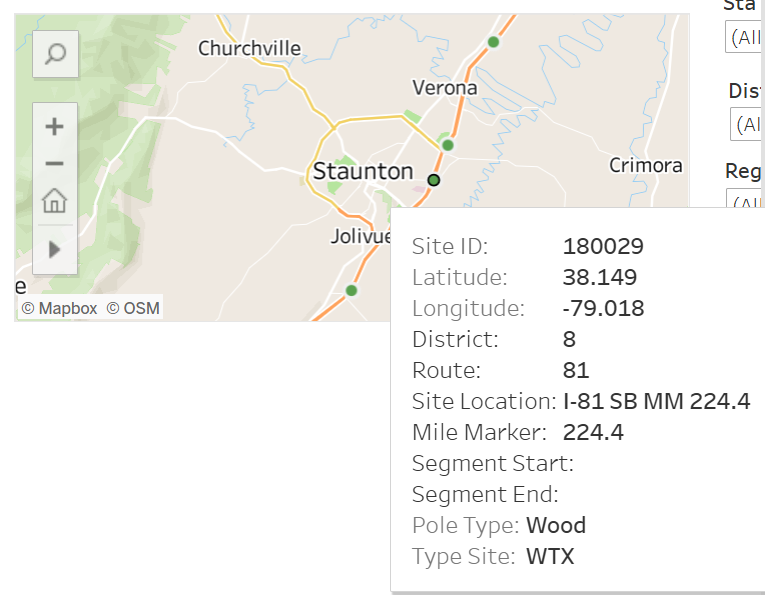 Sta
Churchville
(All
Verona
Dis
(Al
Crimora
Staunton
Reg
(All
Jolivue
e
© Mapbox © OSM
Site ID: 180029
Latitude: 38.149
Longitude: -79.018
District: 8
Route: 81
Site Location: I-81 SB MM 224.4
Mile Marker: 224.4
Segment Start:
Segment End:
Pole Type: Wood
Type Site: WTX